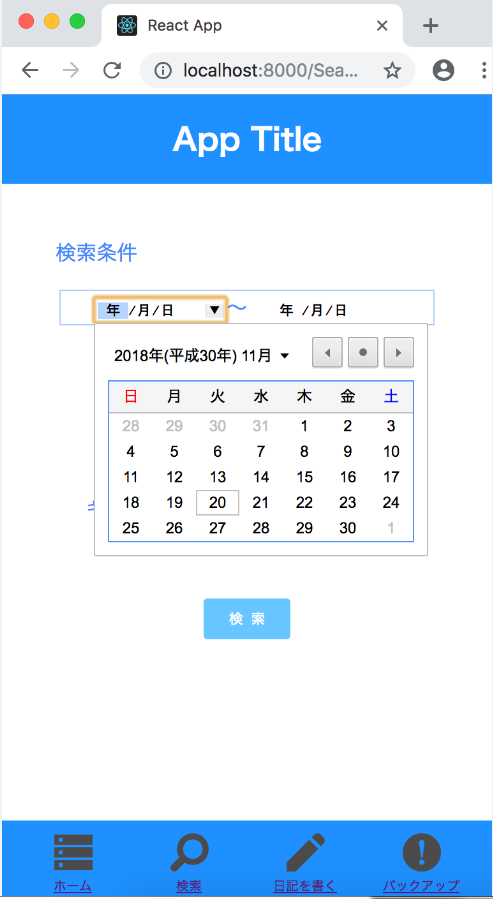 React App
localhost:8000/Sea...
App Title
検索条件
年 /月/日 ▼ ～ 年 /月/日
2018年(平成30年) 11月
日 月 火 水 木 金 土
28 29 30 31 1 2 3
4 5 6 7 8 9 10
11 12 13 14 15 16 17
18 19 20 21 22 23 24
25 26 27 28 29 30 1
検 索
ホーム 検索 日記を書く バックアップ